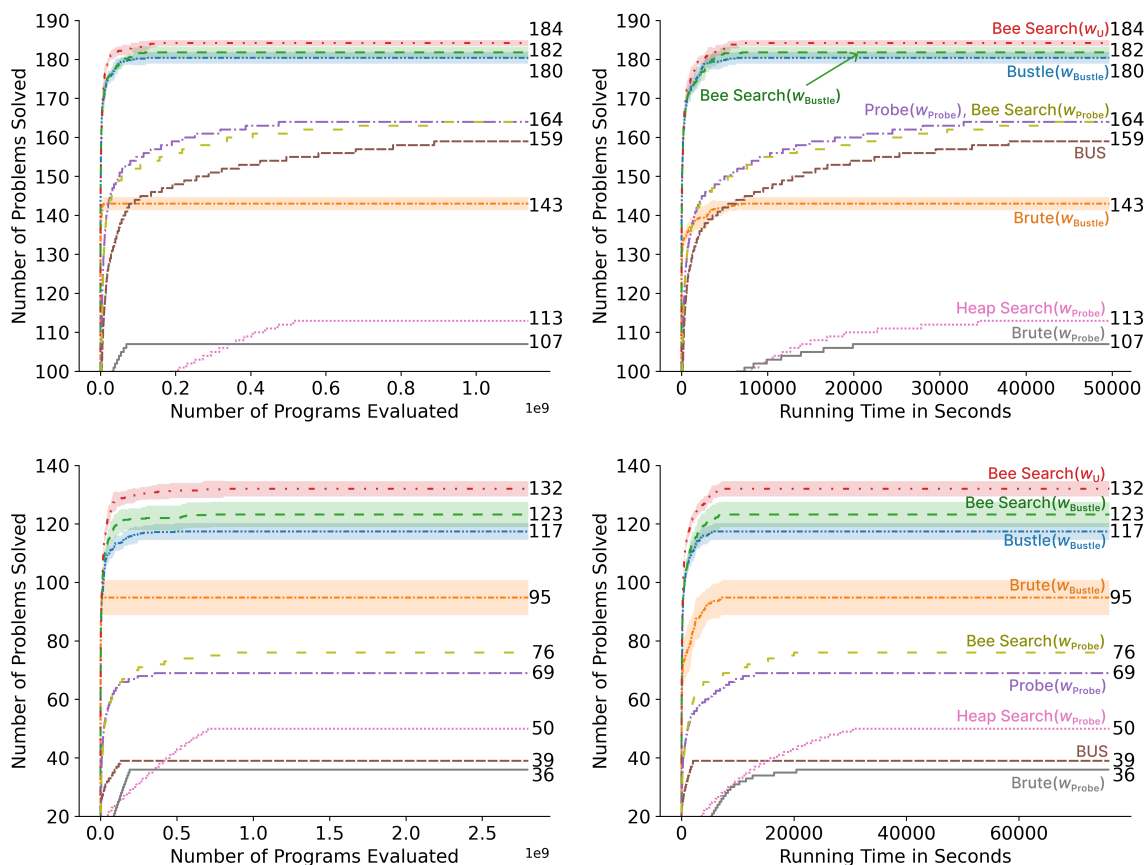 190
180
170
160
150
140
130
120
110
100
Number of Problems Solved
184
182
180
164
159
143
113
107
0.0 0.2 0.4 0.6 0.8 1.0
Number of Programs Evaluated
1e9
190
180
170
160
150
140
130
120
110
100
Number of Problems Solved
Bee Search(wU) 184
182
Bustle(wBustle) 180
Bee Search(wBustle)
Probe(wProbe), Bee Search(wProbe) 164
159
BUS
143
Brute(wBustle)
Heap Search(wProbe) 113
Brute(wProbe) 107
0 10000 20000 30000 40000 50000
Running Time in Seconds
140
120
100
80
60
40
20
Number of Problems Solved
132
123
117
95
76
69
50
39
36
0.0 0.5 1.0 1.5 2.0 2.5
Number of Programs Evaluated
1e9
140
120
100
80
60
40
20
Number of Problems Solved
Bee Search(wU)
132
Bee Search(wBustle)
123
117
Bustle(wBustle)
Brute(wBustle)
95
Bee Search(wProbe)
76
69
Probe(wProbe)
Heap Search(wProbe)
50
BUS
39
36
Brute(wProbe)
0 20000 40000 60000
Running Time in Seconds